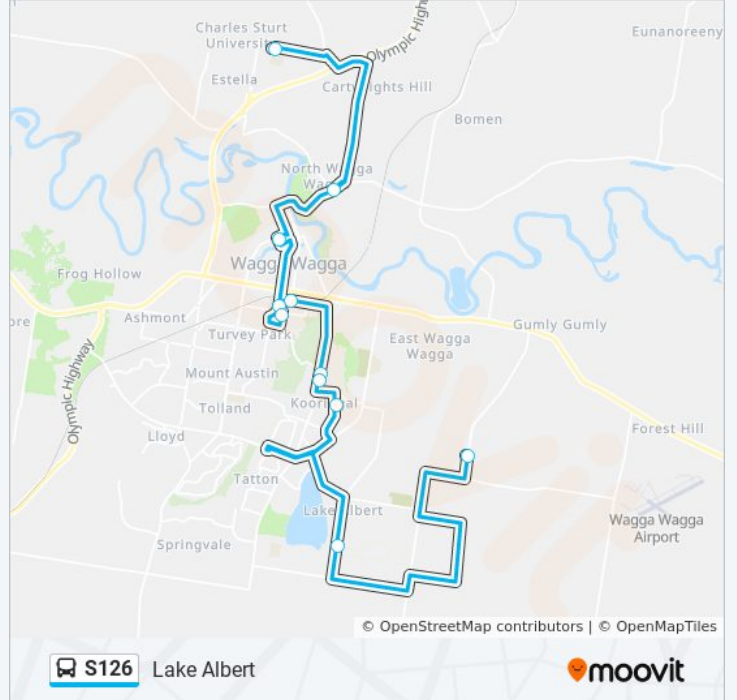 Charles Sturt
University
Olympic High
Eunanoreeny
Estella
Cartwrights Hill
Bomen
North Wagga
Wagga
Wagga Wagga
Frog Hollow
ore
Ashmont
Turvey Park
Gumly Gumly
East Wagga
Wagga
Olympic Highway
Mount Austin
Tolland
Kooringal
Lloyd
Forest Hill
Tatton
Lake Albert
Wagga Wagga
Airport
Springvale
© OpenStreetMap contributors | © OpenMapTiles
S126 Lake Albert
moovit